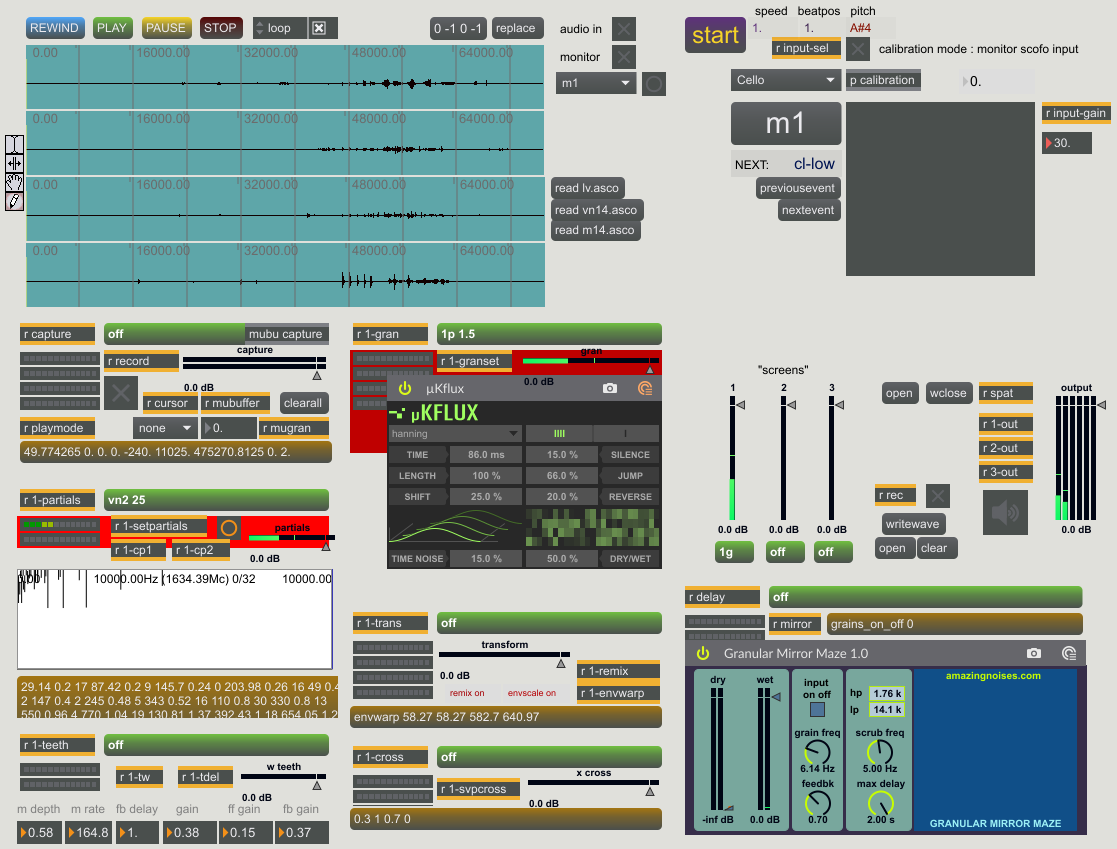 REWIND PLAY PAUSE STOP loop 0 -1 0 -1 replace
audio in
monitor
m1
0.00 16000.00 32000.00 48000.00 64000.00
0.00 16000.00 32000.00 48000.00 64000.00
0.00 16000.00 32000.00 48000.00 64000.00
0.00 16000.00 32000.00 48000.00 64000.00
read lv.asco
read vn14.asco
read m14.asco
speed beatpos pitch
start 1. 1. A#4
r input-sel calibration mode : monitor scofo input
Cello p calibration 0.
m1
r input-gain
30.
NEXT: cl-low
previousevent
nextevent
r capture off mubu capture
r record capture
0.0 dB
r cursor r mubuffer clearall
r playmode none 0. r mugran
49.774265 0. 0. 0. -240. 11025. 475270.8125 0. 2.
r 1-gran 1p 1.5
r 1-granset gran
0.0 dB
µKflux
µKFLUX
hanning IIII I
TIME 86.0 ms 15.0 % SILENCE
LENGTH 100 % 66.0 % JUMP
SHIFT 25.0 % 20.0 % REVERSE
TIME NOISE 15.0 % 50.0 % DRY/WET
r 1-partials vn2 25
r 1-setpartials partials
r 1-cp1 r 1-cp2 0.0 dB
10000.00Hz (1634.39Mc) 0/32 10000.00
29.14 0.2 17 87.42 0.2 9 145.7 0.24 0 203.98 0.26 16 49 0.4
2 147 0.4 2 245 0.48 5 343 0.52 16 110 0.8 30 330 0.8 13
550 0.96 4 770 1.04 19 130.81 1.37 392.43 1.18 654.05 1.2
r 1-teeth off
r 1-tw r 1-tdel w teeth
0.0 dB
m depth m rate fb delay gain ff gain fb gain
0.58 164.8 1. 0.38 0.15 0.37
r 1-trans off
transform
0.0 dB
r 1-remix
remix on envscale on r 1-envwarp
envwarp 58.27 58.27 582.7 640.97
r 1-cross off
r 1-svpcross x cross
0.0 dB
0.3 1 0.7 0
"screens"
1 2 3
0.0 dB 0.0 dB 0.0 dB
1g off off
open wclose r spat
r 1-out
r 2-out
r 3-out
output
0.0 dB
r rec
writewave
open clear
r delay off
r mirror grains_on_off 0
Granular Mirror Maze 1.0
dry wet
-inf dB 0.0 dB
input
on off
hp 1.76 k
lp 14.1 k
grain freq scrub freq
6.14 Hz 5.00 Hz
feedbk max delay
0.70 2.00 s
amazingnoises.com
GRANULAR MIRROR MAZE